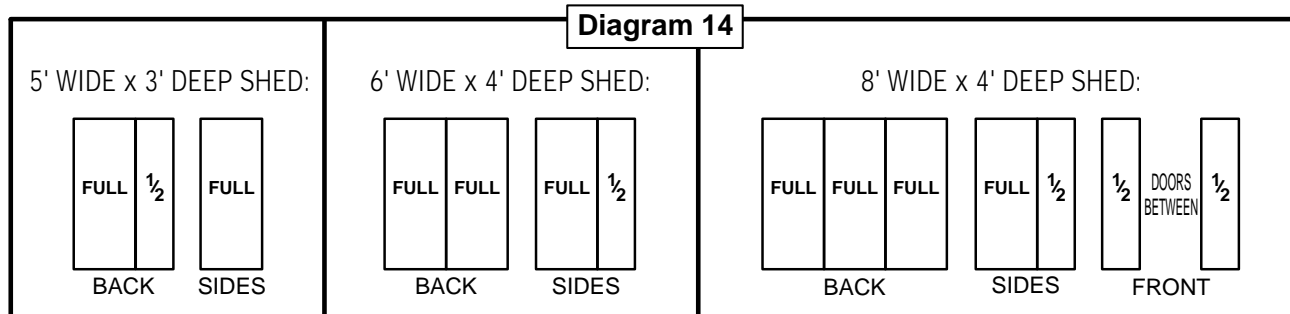 Diagram 14
5' WIDE x 3' DEEP SHED:
FULL ½ FULL
BACK SIDES
6' WIDE x 4' DEEP SHED:
FULL FULL FULL ½
BACK SIDES
8' WIDE x 4' DEEP SHED:
FULL FULL FULL FULL ½ ½ DOORS BETWEEN ½
BACK SIDES FRONT